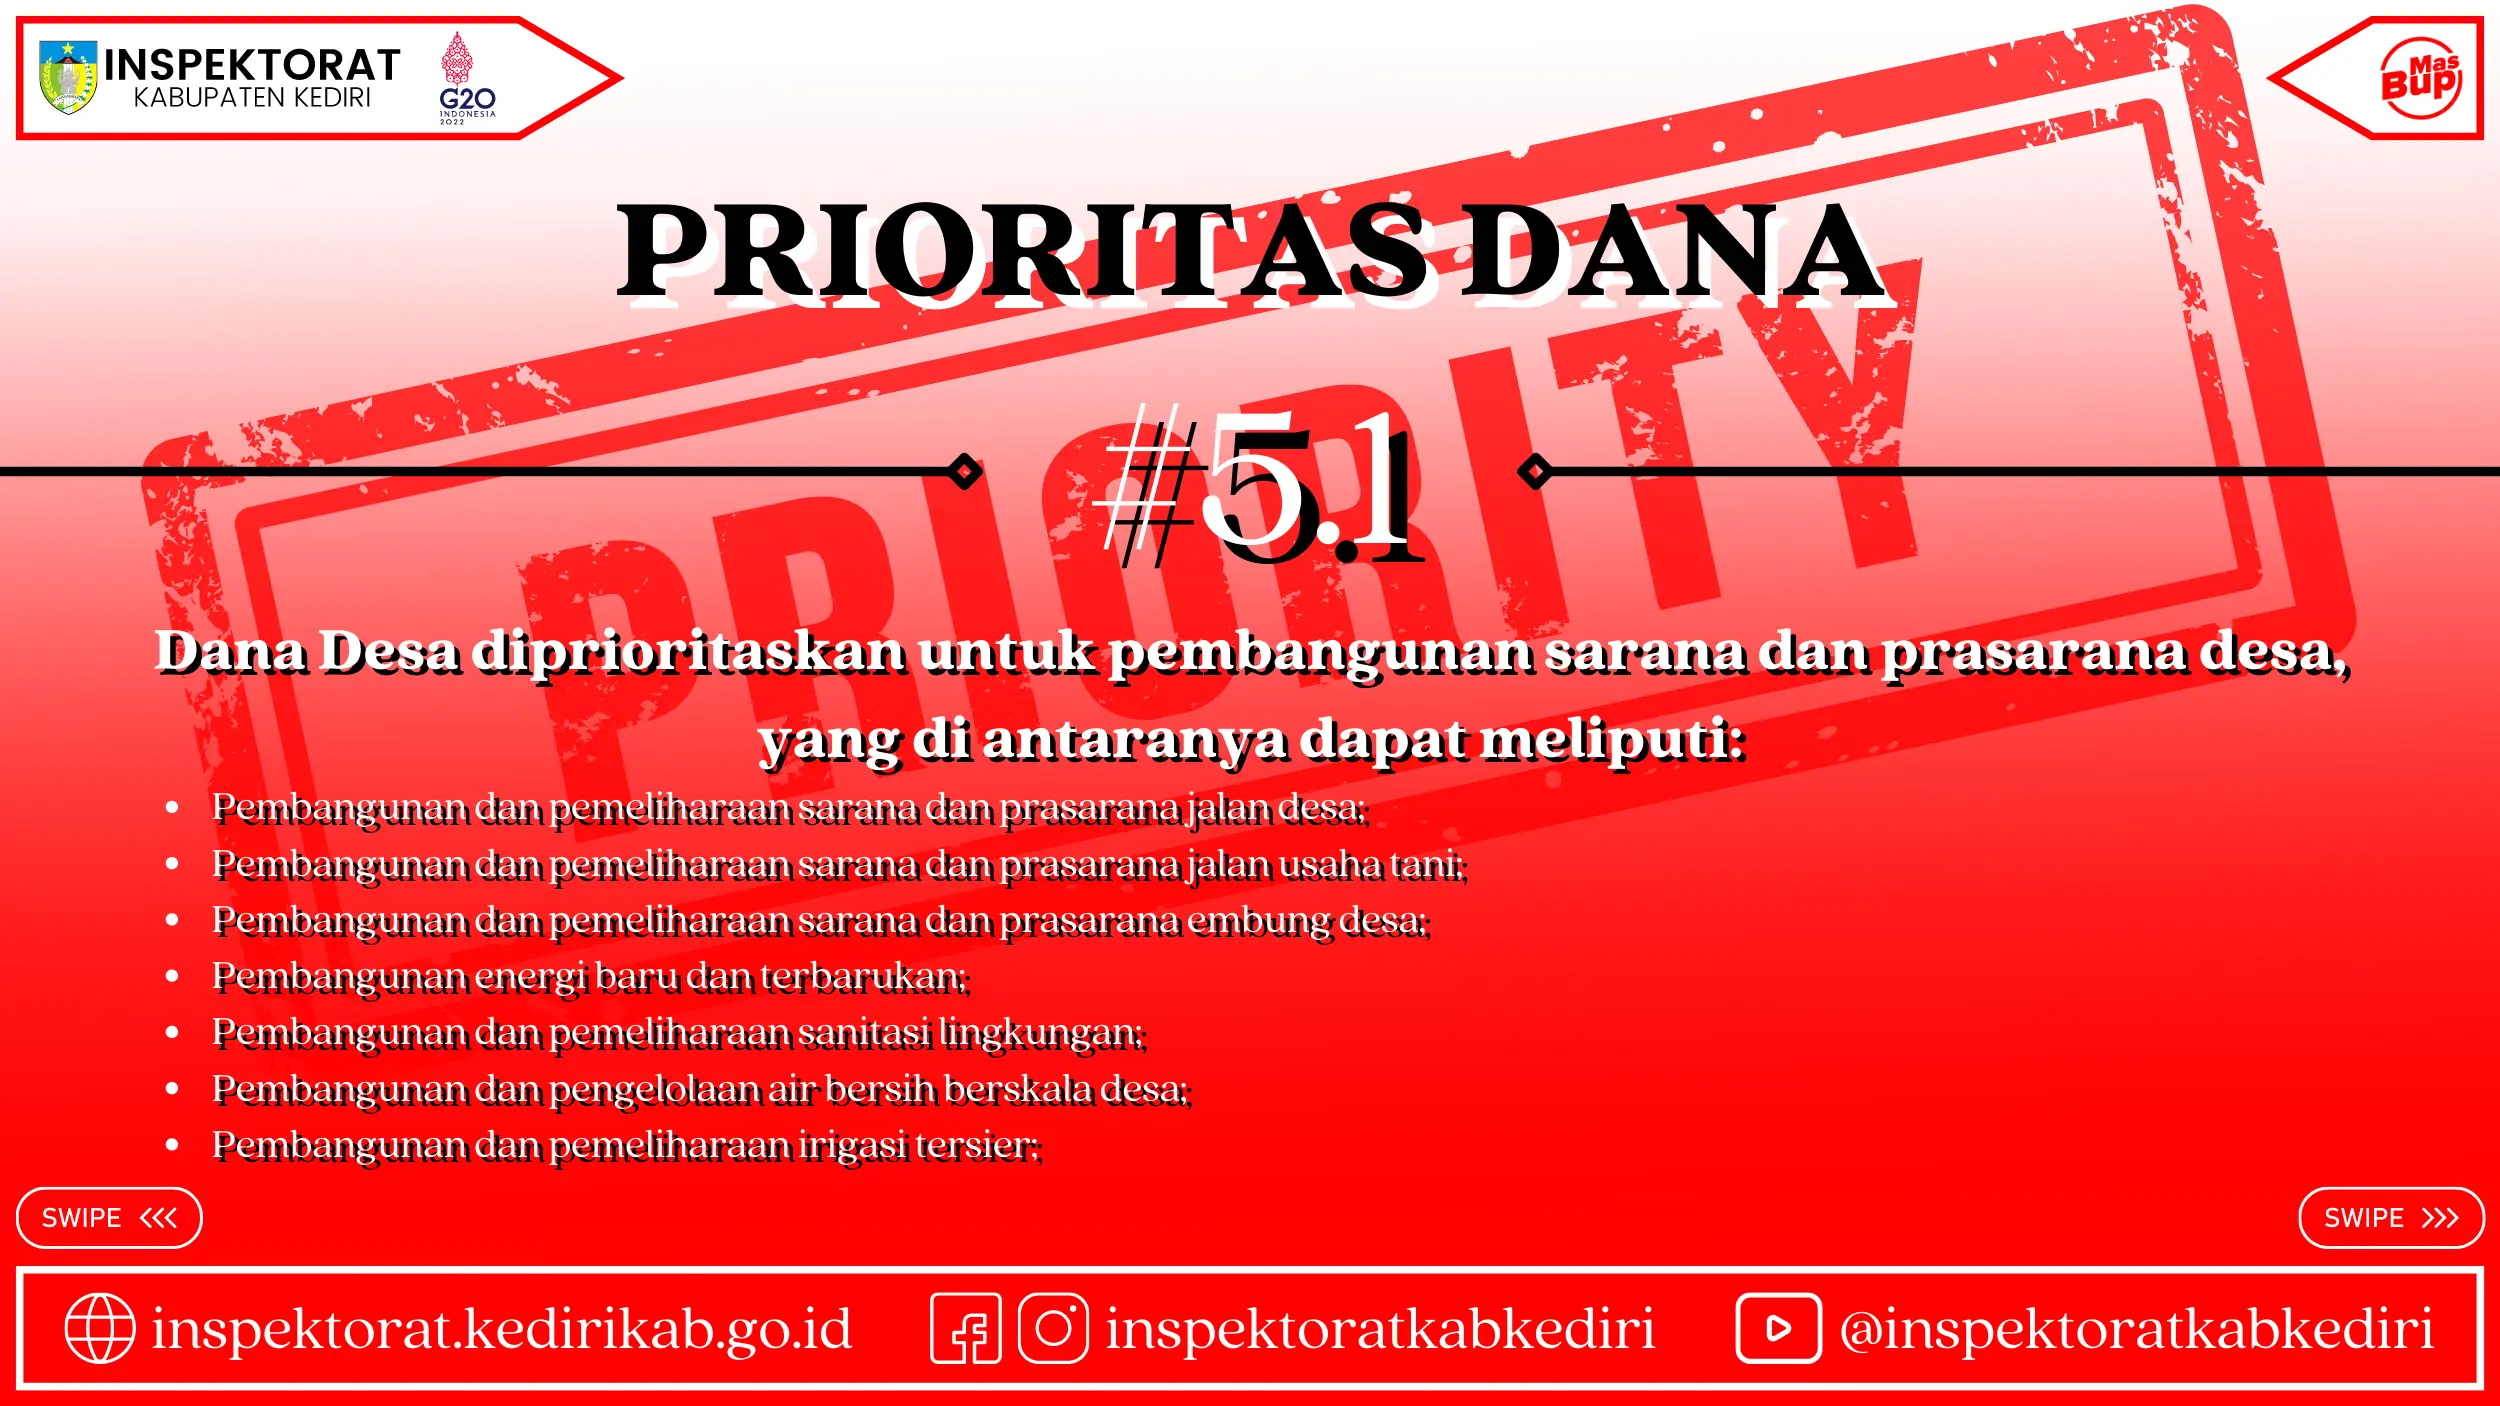 INSPEKTORAT
KABUPATEN KEDIRI
G20
INDONESIA
2022
Mas
Bup
PRIORITAS DANA
PRIORITY
#5.1
Dana Desa diprioritaskan untuk pembangunan sarana dan prasarana desa,
yang di antaranya dapat meliputi:
• Pembangunan dan pemeliharaan sarana dan prasarana jalan desa;
• Pembangunan dan pemeliharaan sarana dan prasarana jalan usaha tani;
• Pembangunan dan pemeliharaan sarana dan prasarana embung desa;
• Pembangunan energi baru dan terbarukan;
• Pembangunan dan pemeliharaan sanitasi lingkungan;
• Pembangunan dan pengelolaan air bersih berskala desa;
• Pembangunan dan pemeliharaan irigasi tersier;
SWIPE <<<
SWIPE >>>
inspektorat.kedirikab.go.id
inspektoratkabkediri
@inspektoratkabkediri